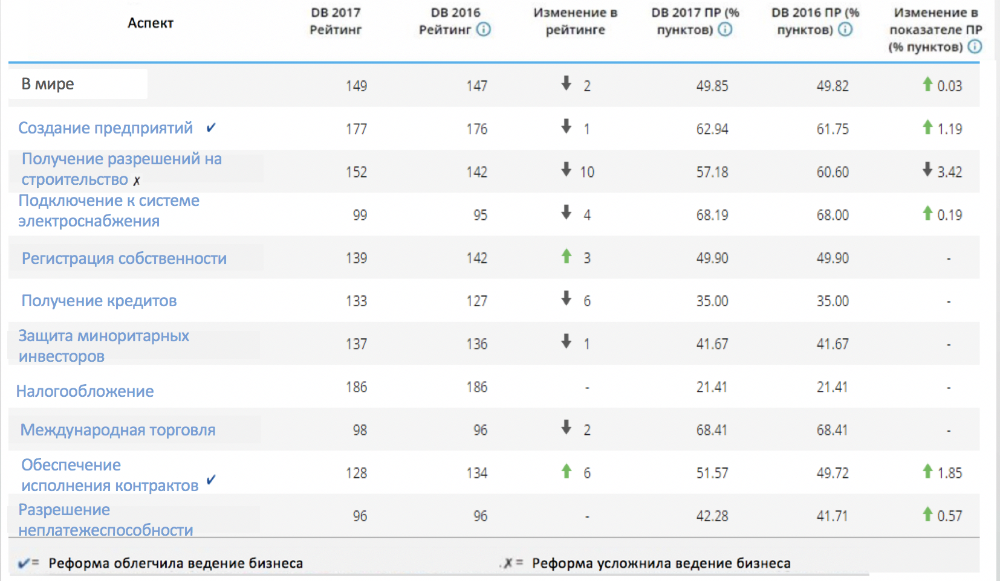 Аспект DB 2017 Рейтинг DB 2016 Рейтинг Изменение в рейтинге DB 2017 ПР (% пунктов) DB 2016 ПР (% пунктов) Изменение в показателе ПР (% пунктов)
В мире 149 147 2 49.85 49.82 0.03
Создание предприятий ✔ 177 176 1 62.94 61.75 1.19
Получение разрешений на
строительство ✗ 152 142 10 57.18 60.60 3.42
Подключение к системе
электроснабжения 99 95 4 68.19 68.00 0.19
Регистрация собственности 139 142 3 49.90 49.90 -
Получение кредитов 133 127 6 35.00 35.00 -
Защита миноритарных
инвесторов 137 136 1 41.67 41.67 -
Налогообложение 186 186 - 21.41 21.41 -
Международная торговля 98 96 2 68.41 68.41 -
Обеспечение
исполнения контрактов ✔ 128 134 6 51.57 49.72 1.85
Разрешение
неплатежеспособности 96 96 - 42.28 41.71 0.57
✔= Реформа облегчила ведение бизнеса ✗ = Реформа усложнила ведение бизнеса